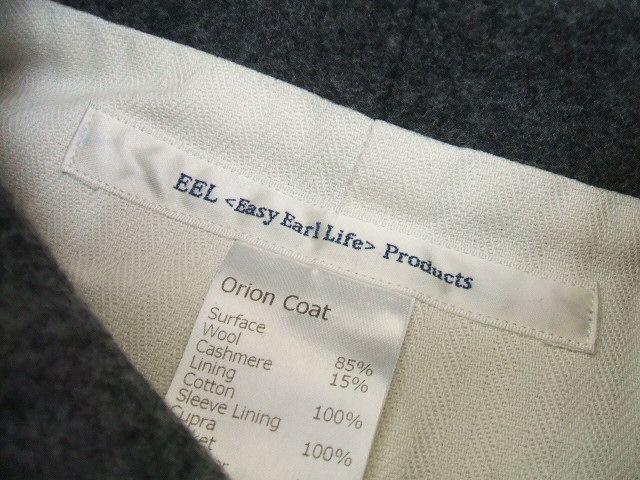 EEL <Easy Earl Life> Products
Orion Coat
Surface
Wool 85%
Cashmere 15%
Lining
Cotton 100%
Sleeve Lining
Cupra 100%